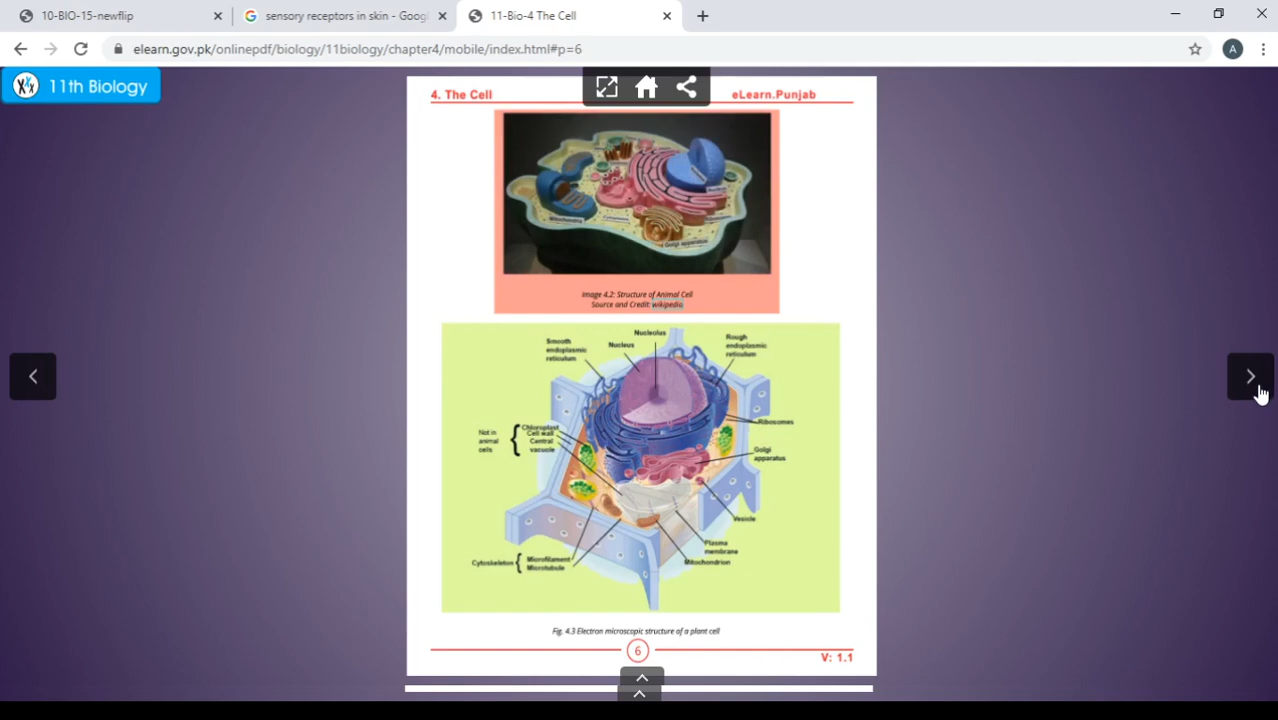 10-BIO-15-newflip
sensory receptors in skin - Googl
11-Bio-4 The Cell
elearn.gov.pk/onlinepdf/biology/11biology/chapter4/mobile/index.html#p=6
A
11th Biology
4. The Cell
eLearn.Punjab
Mitochondria
Golgi apparatus
Image 4.2: Structure of Animal Cell
Source and Credit: wikipedia
Nucleolus
Smooth
endoplasmic
reticulum
Nucleus
Rough
endoplasmic
reticulum
Not in
animal
cells
Chloroplast
Cell wall
Central
vacuole
Ribosomes
Golgi
apparatus
Vesicle
Plasma
membrane
Mitochondrion
Cytoskeleton
Microfilament
Microtubule
Fig. 4.3 Electron microscopic structure of a plant cell
6
V: 1.1